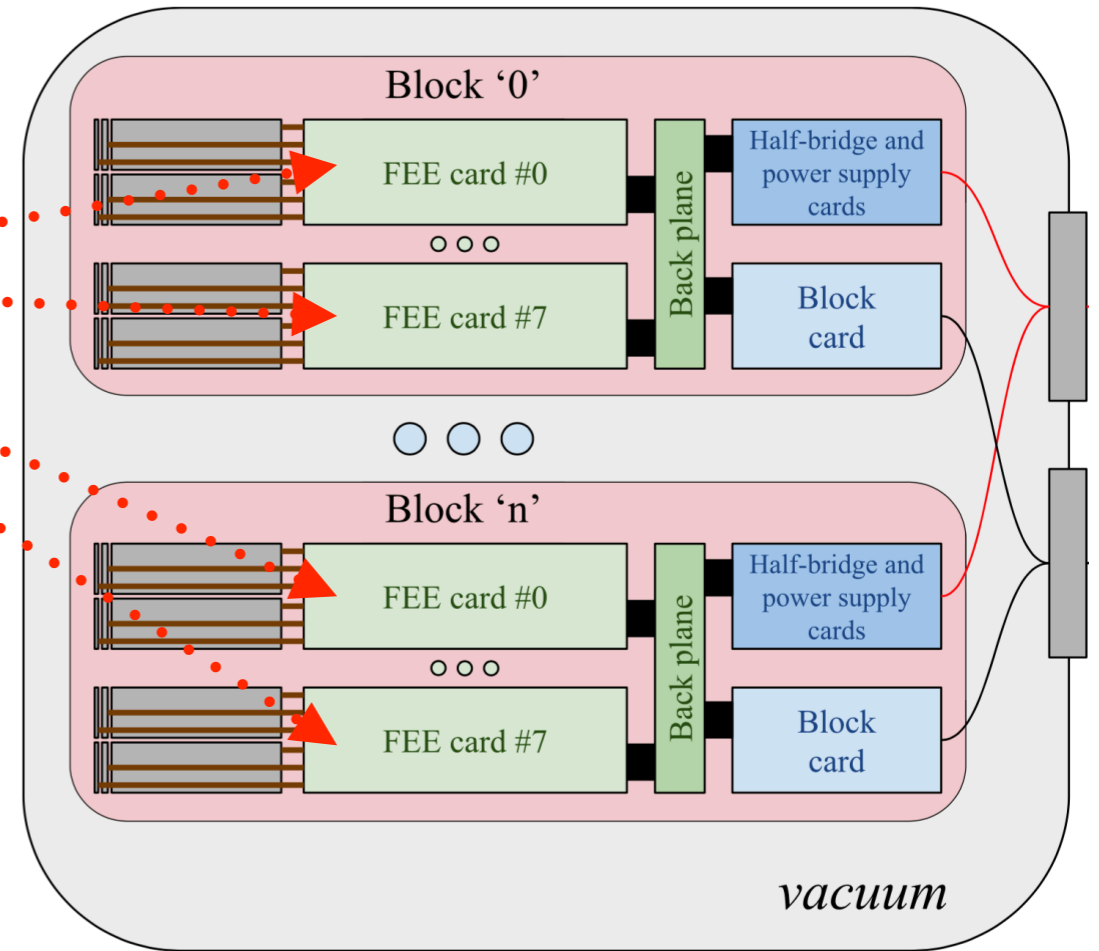 Block ‘0’
FEE card #0
Half-bridge and
power supply
cards
Back plane
FEE card #7
Block
card
Block ‘n’
FEE card #0
Half-bridge and
power supply
cards
Back plane
FEE card #7
Block
card
vacuum